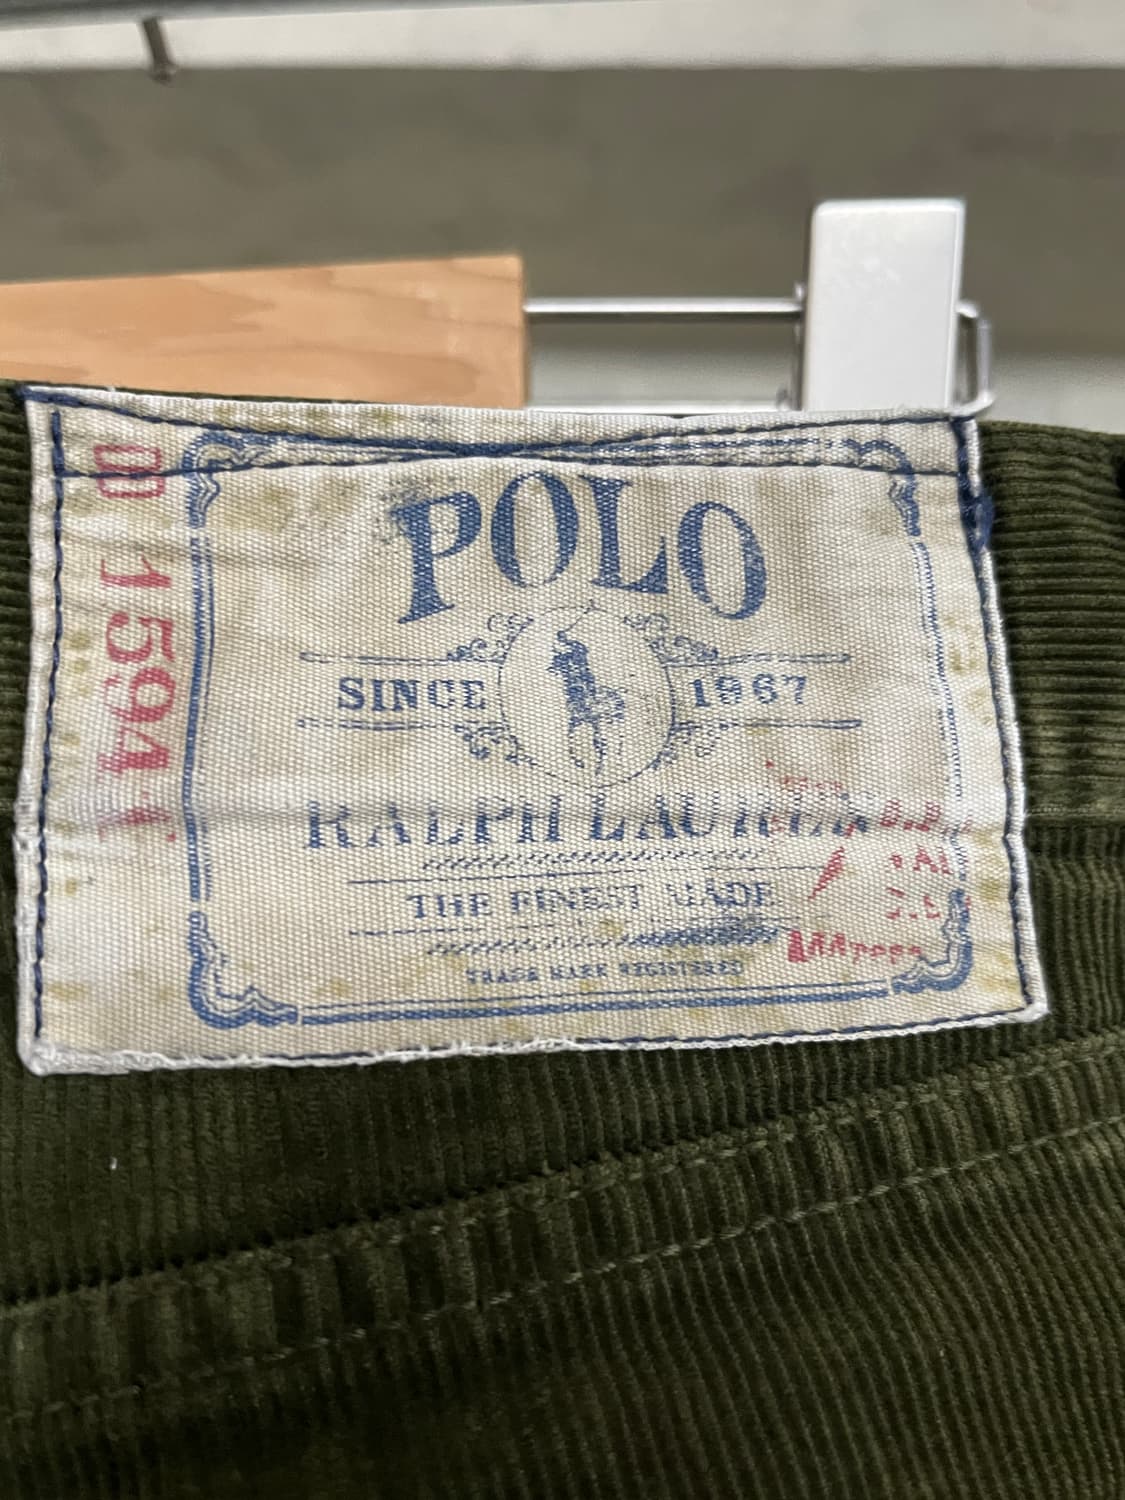 POLO
SINCE 1967
RALPH LAUREN
THE FINEST MADE
TRADE MARK REGISTERED
1594